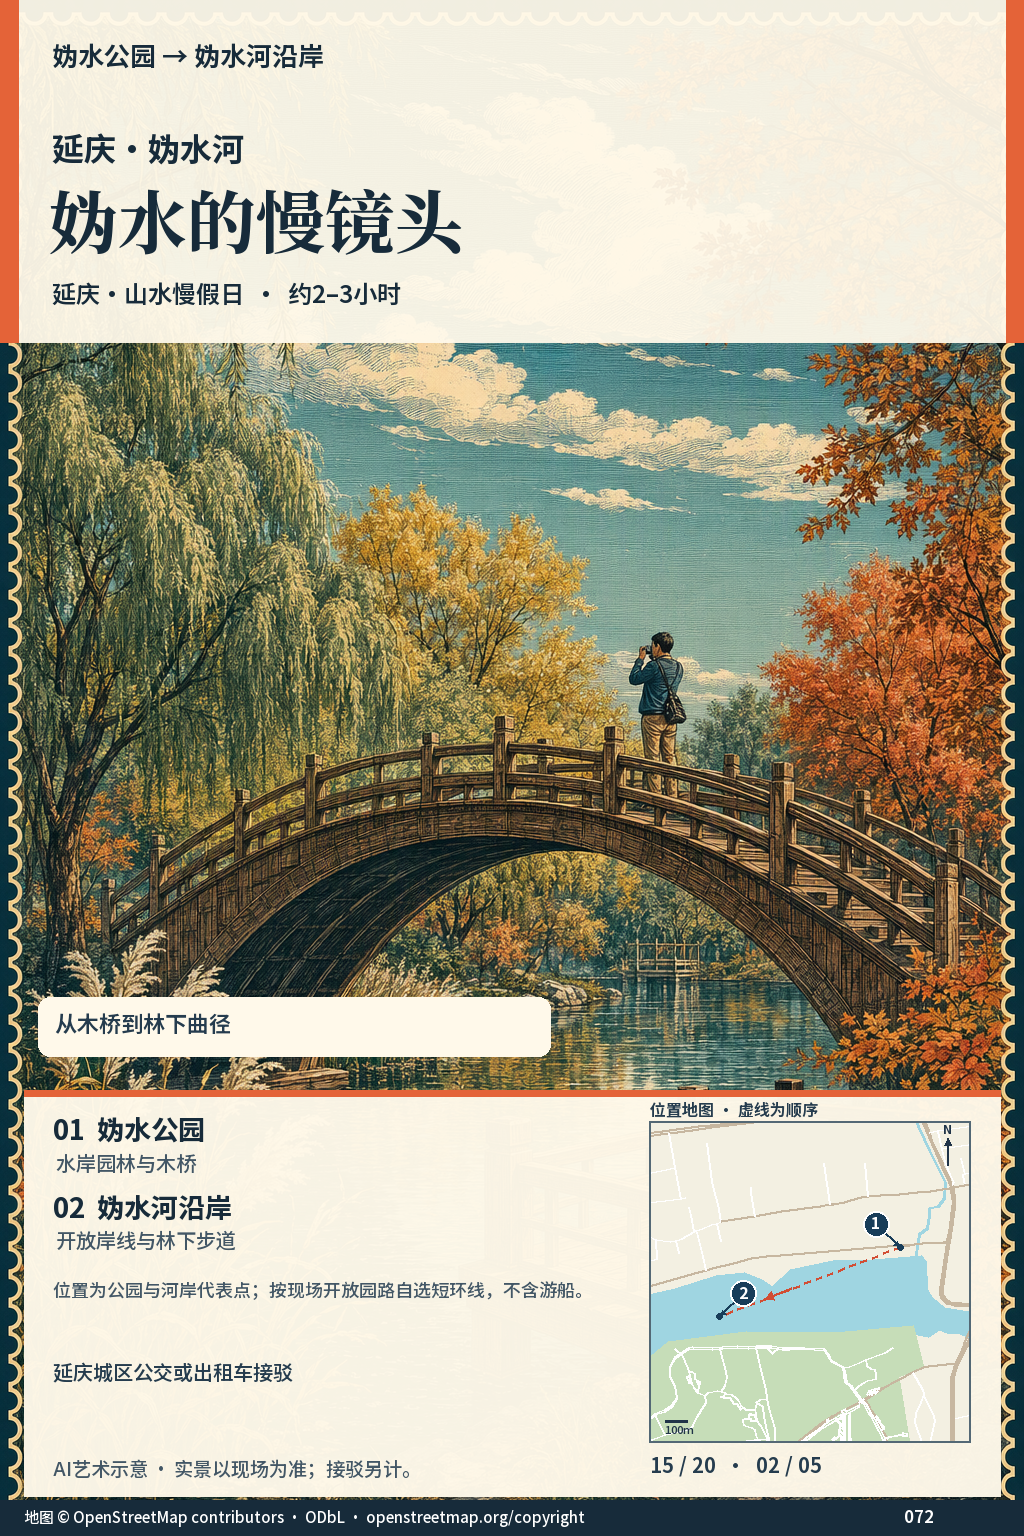 妫水公园 → 妫水河沿岸
延庆·妫水河
妫水的慢镜头
延庆·山水慢假日 · 约2–3小时
从木桥到林下曲径
01 妫水公园
水岸园林与木桥
02 妫水河沿岸
开放岸线与林下步道
位置为公园与河岸代表点；按现场开放园路自选短环线，不含游船。
延庆城区公交或出租车接驳
AI艺术示意 · 实景以现场为准；接驳另计。
位置地图 · 虚线为顺序
N
1
2
100m
15 / 20 · 02 / 05
地图 © OpenStreetMap contributors · ODbL · openstreetmap.org/copyright
072